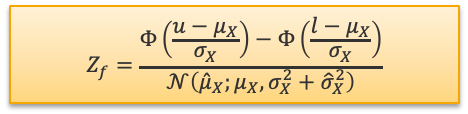 Z_f = \frac{\Phi\left(\frac{u - \mu_X}{\sigma_X}\right) - \Phi\left(\frac{l - \mu_X}{\sigma_X}\right)}{\mathcal{N}(\hat{\mu}_X; \mu_X, \sigma_X^2 + \hat{\sigma}_X^2)}